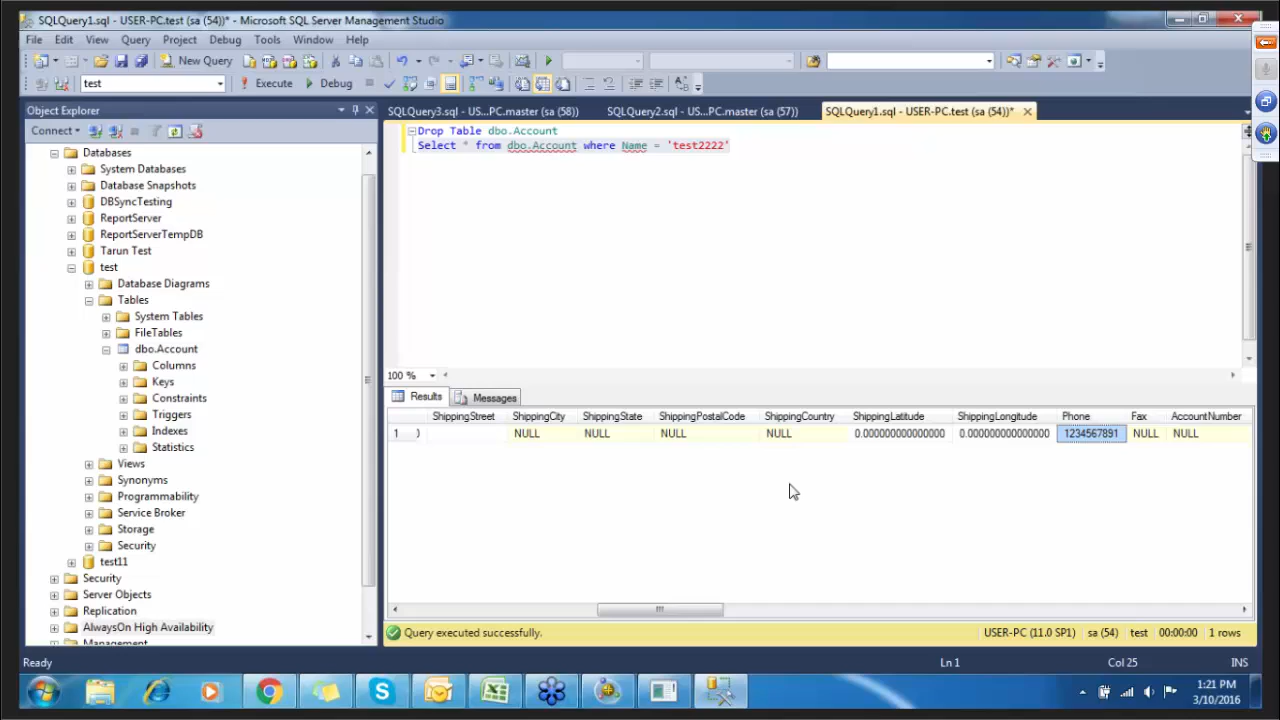 SQLQuery1.sql - USER-PC.test (sa (54))* - Microsoft SQL Server Management Studio
File Edit View Query Project Debug Tools Window Help
New Query
test Execute Debug
Object Explorer
SQLQuery3.sql - US...PC.master (sa (58)) SQLQuery2.sql - US...PC.master (sa (57)) SQLQuery1.sql - USER-PC.test (sa (54))*
Connect
Databases
System Databases
Database Snapshots
DBSyncTesting
ReportServer
ReportServerTempDB
Tarun Test
test
Database Diagrams
Tables
System Tables
FileTables
dbo.Account
Columns
Keys
Constraints
Triggers
Indexes
Statistics
Views
Synonyms
Programmability
Service Broker
Storage
Security
test11
Security
Server Objects
Replication
AlwaysOn High Availability
Management
Drop Table dbo.Account
Select * from dbo.Account where Name = 'test2222'
100 %
Results Messages
ShippingStreet ShippingCity ShippingState ShippingPostalCode ShippingCountry ShippingLatitude ShippingLongitude Phone Fax AccountNumber
1 ) NULL NULL NULL NULL 0.000000000000000 0.000000000000000 1234567891 NULL NULL
Query executed successfully. USER-PC (11.0 SP1) sa (54) test 00:00:00 1 rows
Ready Ln 1 Col 25 INS
1:21 PM
3/10/2016